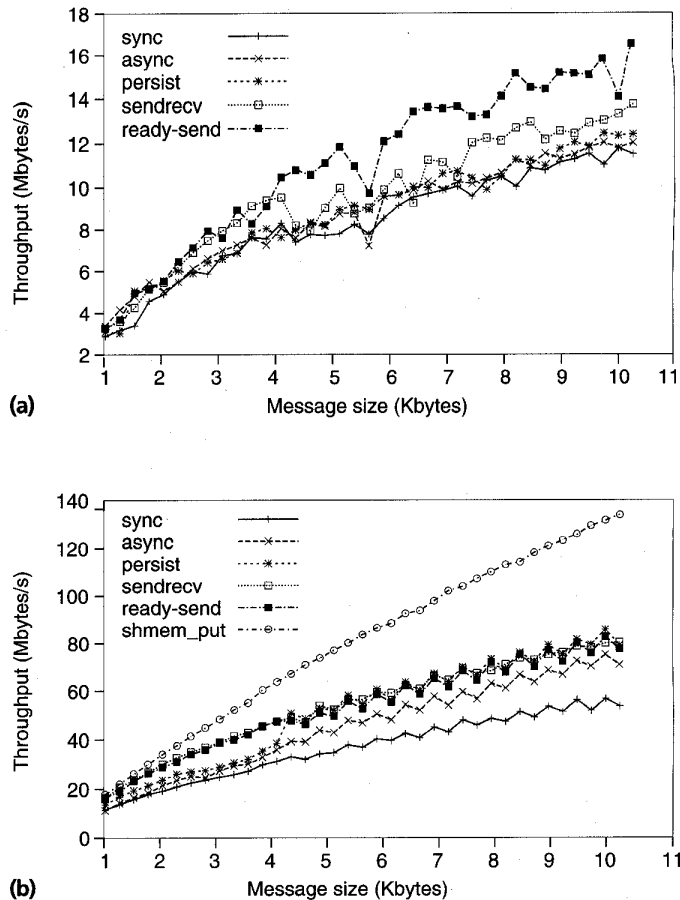 18
16
14
12
10
8
6
4
2
Throughput (Mbytes/s)
sync
async
persist
sendrecv
ready-send
1 2 3 4 5 6 7 8 9 10 11
Message size (Kbytes)
(a)
140
120
100
80
60
40
20
0
Throughput (Mbytes/s)
sync
async
persist
sendrecv
ready-send
shmem_put
1 2 3 4 5 6 7 8 9 10 11
Message size (Kbytes)
(b)